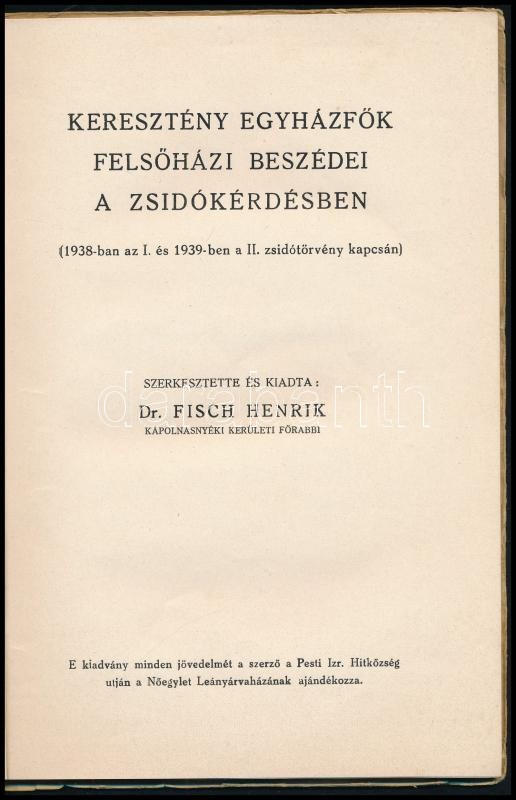 KERESZTÉNY EGYHÁZFŐK
FELSŐHÁZI BESZÉDEI
A ZSIDÓKÉRDÉSBEN
(1938-ban az I. és 1939-ben a II. zsidótörvény kapcsán)
SZERKESZTETTE ÉS KIADTA:
darabanth
Dr. FISCH HENRIK
KÁPOLNASNYÉKI KERÜLETI FŐRABBI
E kiadvány minden jövedelmét a szerző a Pesti Izr. Hitközség
utján a Nőegylet Leányárvaházának ajándékozza.